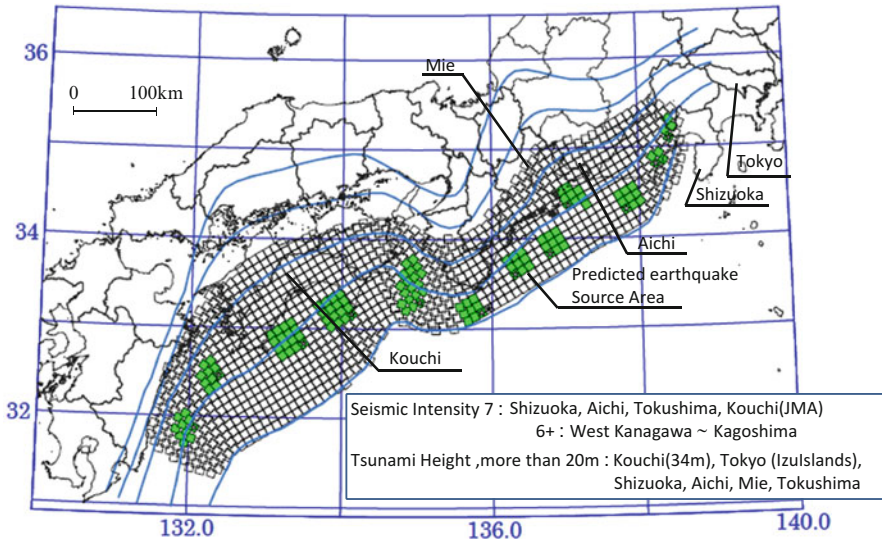 36
Mie
0 100km
Tokyo
Shizuoka
34
Aichi
Predicted earthquake
Source Area
Kouchi
32
Seismic Intensity 7 : Shizuoka, Aichi, Tokushima, Kouchi(JMA)
6+ : West Kanagawa ~ Kagoshima
Tsunami Height ,more than 20m : Kouchi(34m), Tokyo (IzuIslands),
Shizuoka, Aichi, Mie, Tokushima
132.0 136.0 140.0